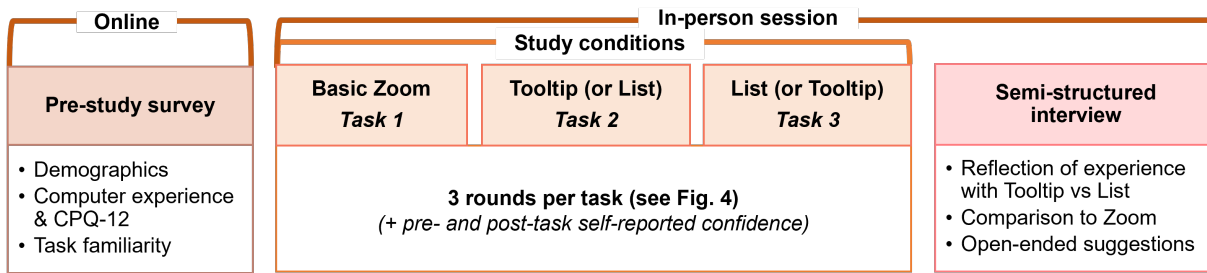 Online
In-person session
Study conditions
Pre-study survey
• Demographics
• Computer experience
& CPQ-12
• Task familiarity
Basic Zoom
Task 1
Tooltip (or List)
Task 2
List (or Tooltip)
Task 3
3 rounds per task (see Fig. 4)
(+ pre- and post-task self-reported confidence)
Semi-structured
interview
• Reflection of experience
with Tooltip vs List
• Comparison to Zoom
• Open-ended suggestions